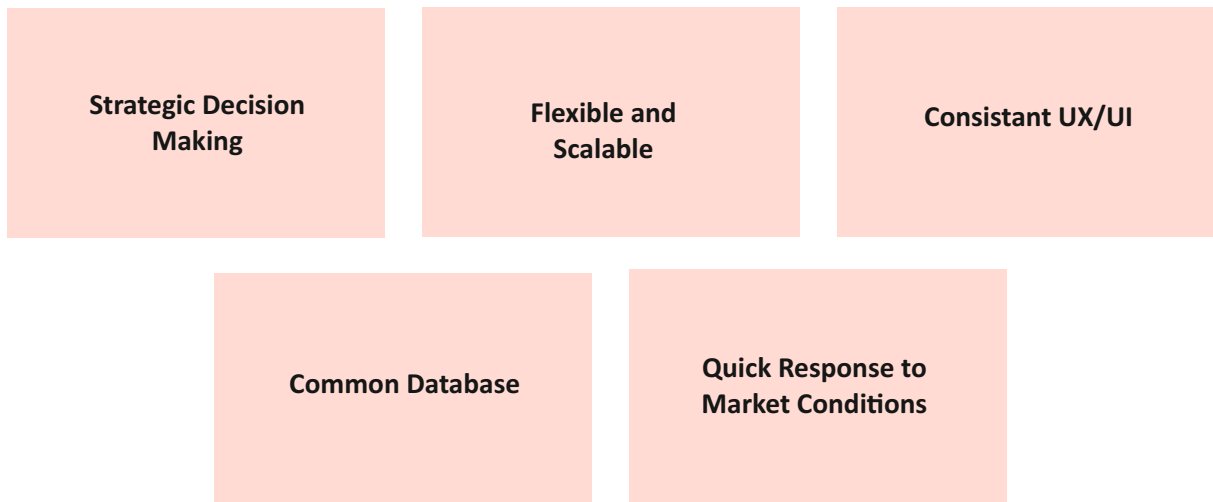 Strategic Decision
Making
Flexible and
Scalable
Consistant UX/UI
Common Database
Quick Response to
Market Conditions